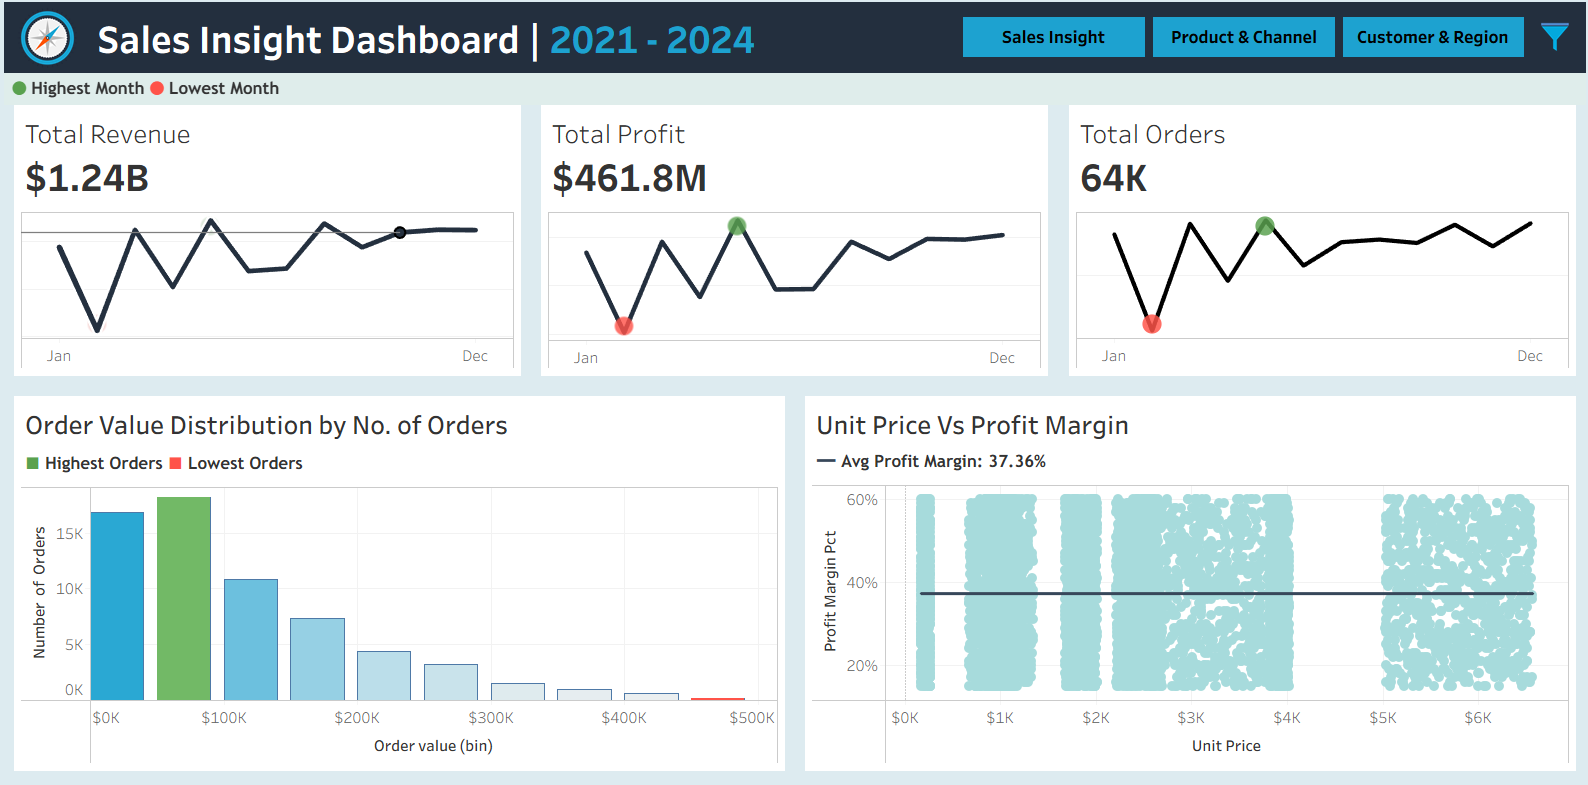 Sales Insight Dashboard | 2021 - 2024
Sales Insight
Product & Channel
Customer & Region
Highest Month
Lowest Month
Total Revenue
$1.24B
Jan
Dec
Total Profit
$461.8M
Jan
Dec
Total Orders
64K
Jan
Dec
Order Value Distribution by No. of Orders
Highest Orders
Lowest Orders
Number of Orders
15K
10K
5K
0K
$0K
$100K
$200K
$300K
$400K
$500K
Order value (bin)
Unit Price Vs Profit Margin
Avg Profit Margin: 37.36%
Profit Margin Pct
60%
40%
20%
$0K
$1K
$2K
$3K
$4K
$5K
$6K
Unit Price